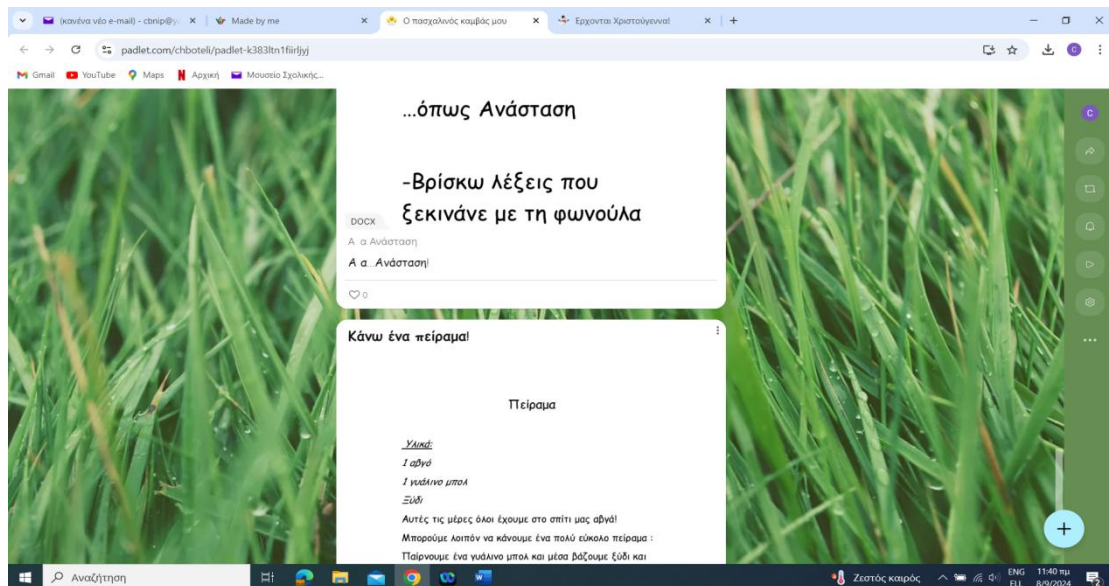 (κανένα νέο e-mail) - cbnip@y
Made by me
Ο πασχαλινός καμβάς μου
Έρχονται Χριστούγεννα!
padlet.com/chboteli/padlet-k383ltn1fiirljyj
Gmail YouTube Maps Αρχική Μουσείο Σχολικής...
...όπως Ανάσταση
-Βρίσκω λέξεις που
ξεκινάνε με τη φωνούλα
DOCX
Α α Ανάσταση
Α α...Ανάσταση!
0
Κάνω ένα πείραμα!
Πείραμα
Υλικά:
1 αβγό
1 γυάλινο μπολ
Ξύδι
Αυτές τις μέρες όλοι έχουμε στο σπίτι μας αβγά!
Μπορούμε λοιπόν να κάνουμε ένα πολύ εύκολο πείραμα :
Παίρνουμε ένα γυάλινο μπολ και μέσα βάζουμε ξύδι και
C
C
Αναζήτηση
Ζεστός καιρός
ENG
ΕLL
11:40 πμ
8/9/2024
2